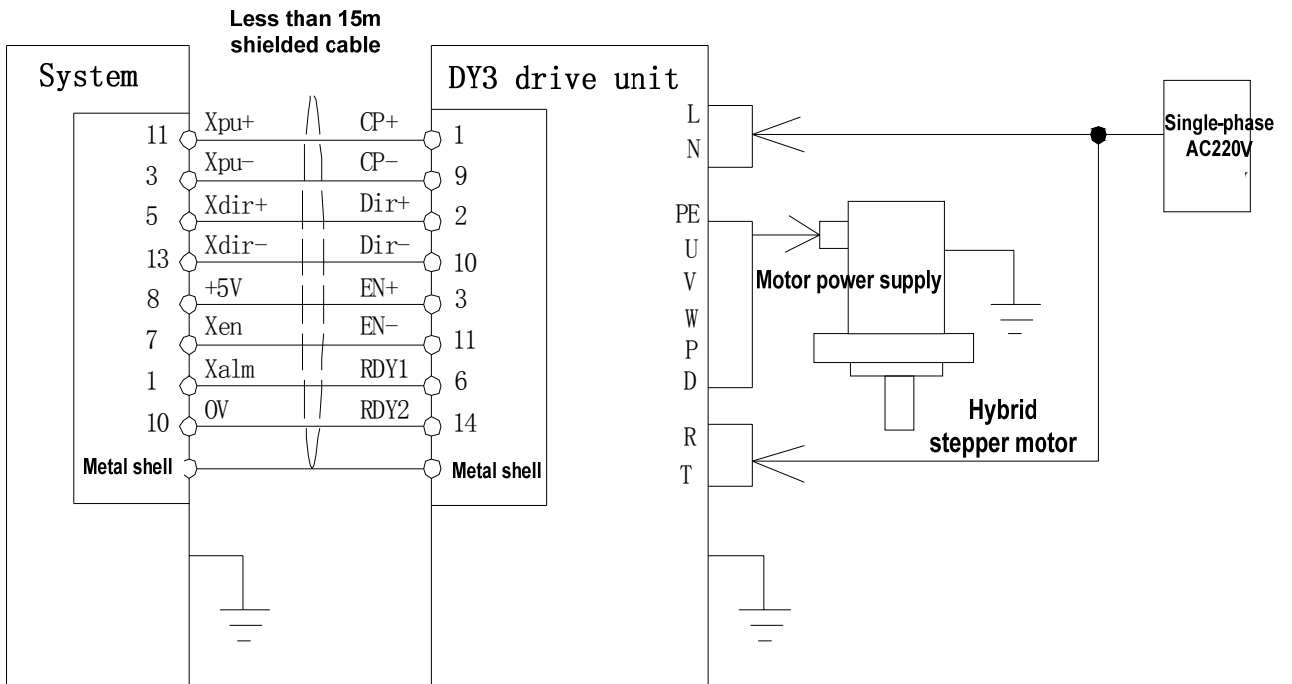 Less than 15m
shielded cable
System
DY3 drive unit
11 Xpu+ CP+ 1
3 Xpu- CP- 9
5 Xdir+ Dir+ 2
13 Xdir- Dir- 10
8 +5V EN+ 3
7 Xen EN- 11
1 Xalm RDY1 6
10 0V RDY2 14
Metal shell Metal shell
L
N
PE
U
V
W
P
D
R
T
Single-phase
AC220V
Motor power supply
Hybrid
stepper motor